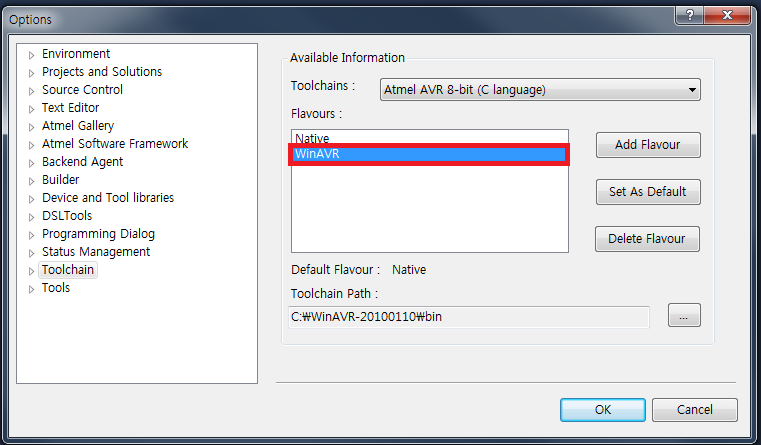 Options
Environment
Projects and Solutions
Source Control
Text Editor
Atmel Gallery
Atmel Software Framework
Backend Agent
Builder
Device and Tool libraries
DSLTools
Programming Dialog
Status Management
Toolchain
Tools
Available Information
Toolchains :
Atmel AVR 8-bit (C language)
Flavours :
Native
WinAVR
Add Flavour
Set As Default
Delete Flavour
Default Flavour : Native
Toolchain Path :
C:₩WinAVR-20100110₩bin
...
OK
Cancel